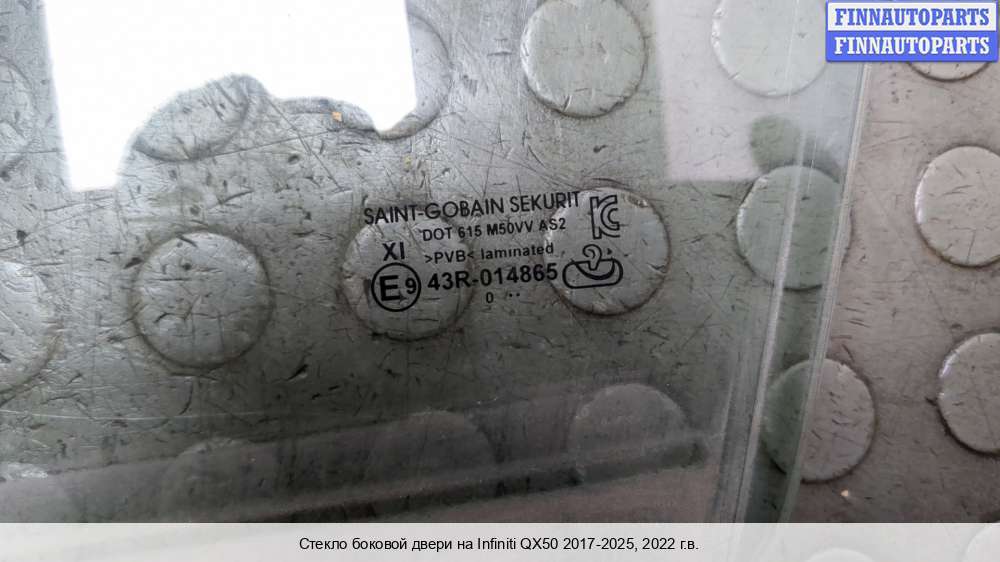 FINNAUTOPARTS
FINNAUTOPARTS
SAINT-GOBAIN SEKURIT
DOT 615 M50VV AS2
XI >PVB< laminated
E9 43R-014865
0 ..
Стекло боковой двери на Infiniti QX50 2017-2025, 2022 г.в.